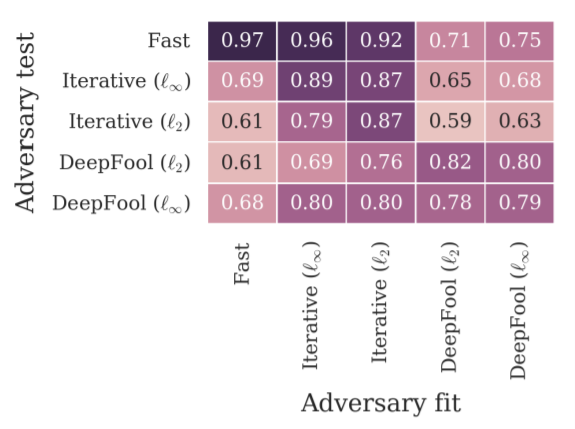 Adversary test
Fast 0.97 0.96 0.92 0.71 0.75
Iterative (ℓ∞) 0.69 0.89 0.87 0.65 0.68
Iterative (ℓ2) 0.61 0.79 0.87 0.59 0.63
DeepFool (ℓ2) 0.61 0.69 0.76 0.82 0.80
DeepFool (ℓ∞) 0.68 0.80 0.80 0.78 0.79
Fast
Iterative (ℓ∞)
Iterative (ℓ2)
DeepFool (ℓ2)
DeepFool (ℓ∞)
Adversary fit